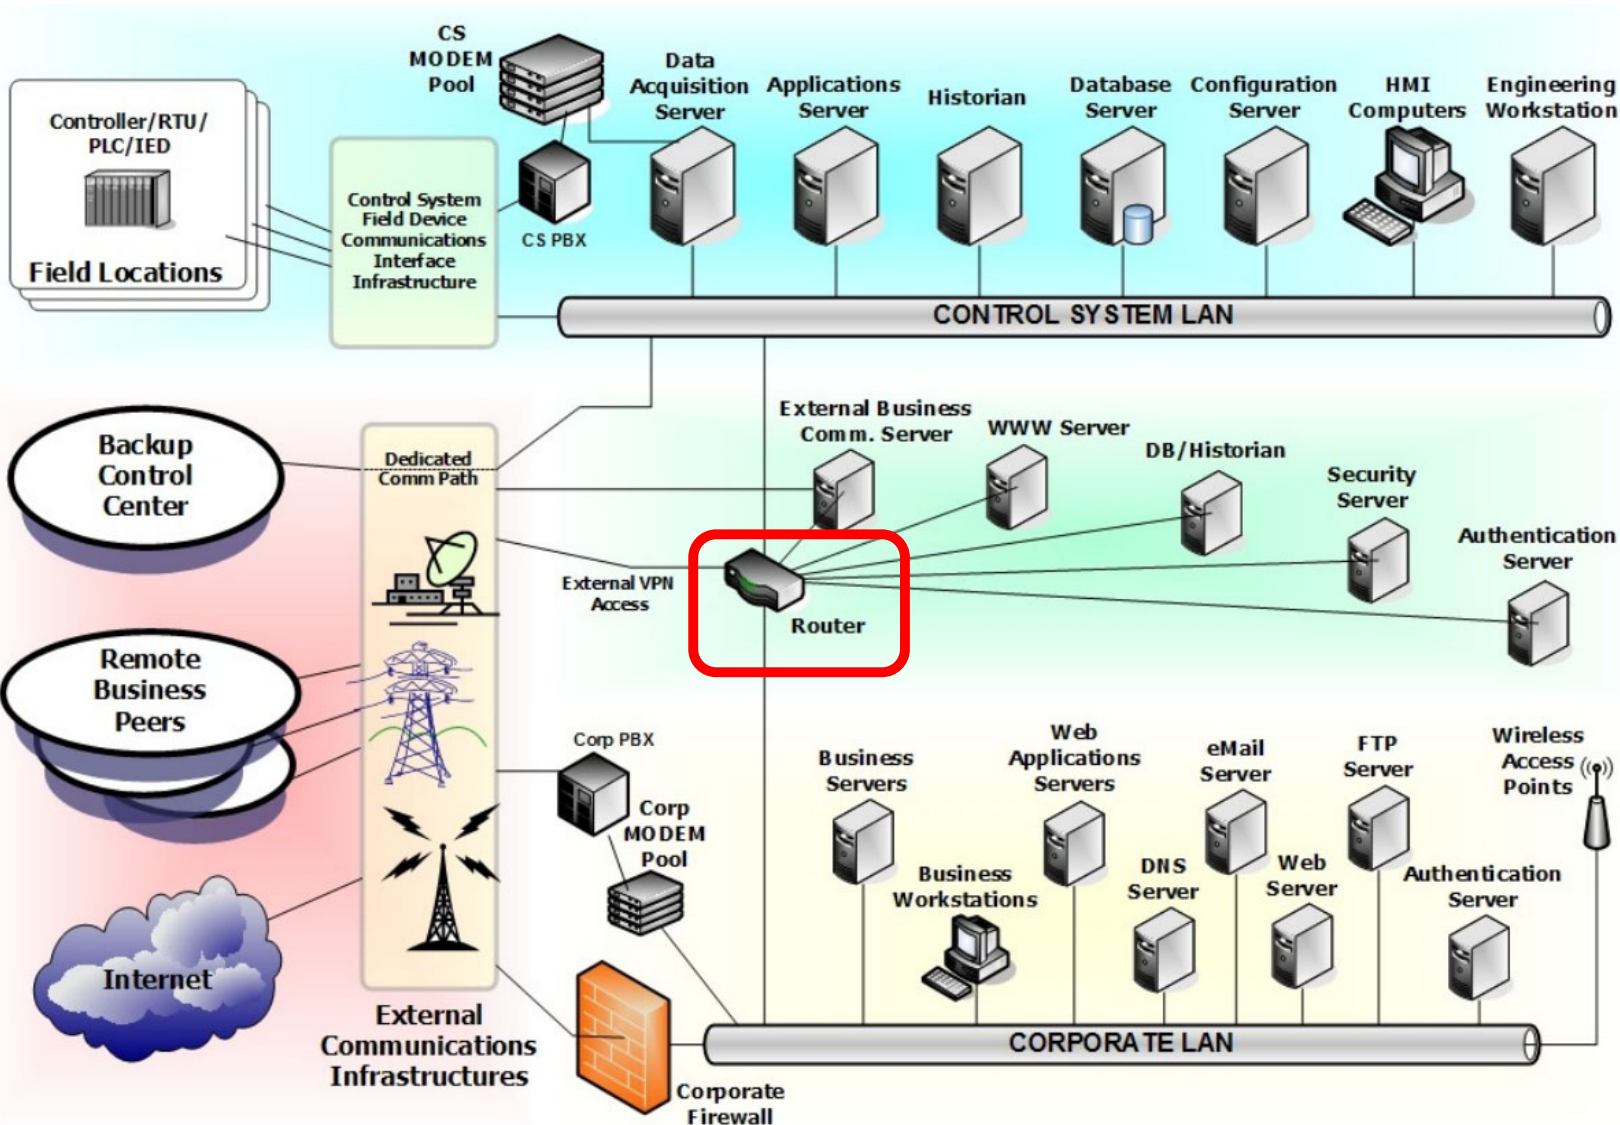 CS
MODEM
Pool
Data
Acquisition
Server
Applications
Server
Historian
Database
Server
Configuration
Server
HMI
Computers
Engineering
Workstation
Controller/RTU/
PLC/IED
Field Locations
Control System
Field Device
Communications
Interface
Infrastructure
CS PBX
CONTROL SYSTEM LAN
Backup
Control
Center
Dedicated
Comm Path
External Business
Comm. Server
WWW Server
DB/Historian
Security
Server
Authentication
Server
External VPN
Access
Router
Remote
Business
Peers
Corp PBX
Corp
MODEM
Pool
Business
Servers
Business
Workstations
Web
Applications
Servers
DNS
Server
eMail
Server
Web
Server
FTP
Server
Authentication
Server
Wireless
Access
Points
Internet
External
Communications
Infrastructures
Corporate
Firewall
CORPORATE LAN